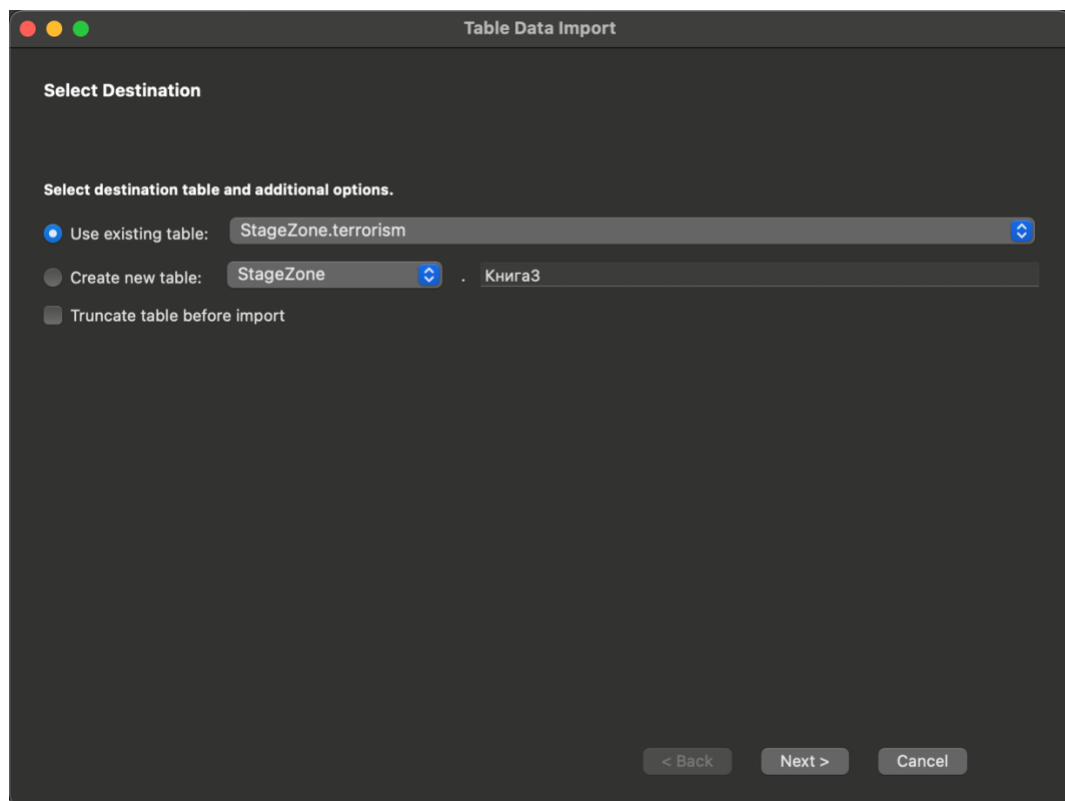 Table Data Import
Select Destination
Select destination table and additional options.
Use existing table: StageZone.terrorism
Create new table: StageZone . Книга3
Truncate table before import
< Back Next > Cancel